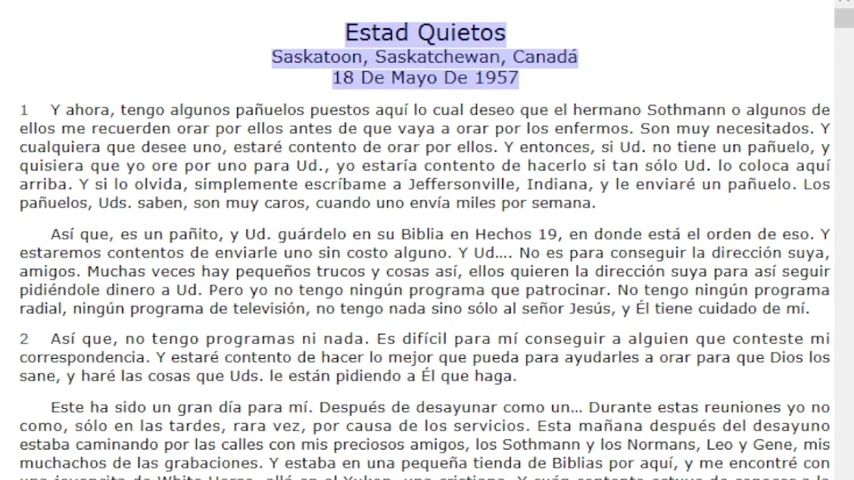 Estad Quietos
Saskatoon, Saskatchewan, Canadá
18 De Mayo De 1957
1 Y ahora, tengo algunos pañuelos puestos aquí lo cual deseo que el hermano Sothmann o algunos de
ellos me recuerden orar por ellos antes de que vaya a orar por los enfermos. Son muy necesitados. Y
cualquiera que desee uno, estaré contento de orar por ellos. Y entonces, si Ud. no tiene un pañuelo, y
quisiera que yo ore por uno para Ud., yo estaría contento de hacerlo si tan sólo Ud. lo coloca aquí
arriba. Y si lo olvida, simplemente escríbame a Jeffersonville, Indiana, y le enviaré un pañuelo. Los
pañuelos, Uds. saben, son muy caros, cuando uno envía miles por semana.
Así que, es un pañito, y Ud. guárdelo en su Biblia en Hechos 19, en donde está el orden de eso. Y
estaremos contentos de enviarle uno sin costo alguno. Y Ud.... No es para conseguir la dirección suya,
amigos. Muchas veces hay pequeños trucos y cosas así, ellos quieren la dirección suya para así seguir
pidiéndole dinero a Ud. Pero yo no tengo ningún programa que patrocinar. No tengo ningún programa
radial, ningún programa de televisión, no tengo nada sino sólo al señor Jesús, y Él tiene cuidado de mí.
2 Así que, no tengo programas ni nada. Es difícil para mí conseguir a alguien que conteste mi
correspondencia. Y estaré contento de hacer lo mejor que pueda para ayudarles a orar para que Dios los
sane, y haré las cosas que Uds. le están pidiendo a Él que haga.
Este ha sido un gran día para mí. Después de desayunar como un... Durante estas reuniones yo no
como, sólo en las tardes, rara vez, por causa de los servicios. Esta mañana después del desayuno
estaba caminando por las calles con mis preciosos amigos, los Sothmann y los Normans, Leo y Gene, mis
muchachos de las grabaciones. Y estaba en una pequeña tienda de Biblias por aquí, y me encontré con